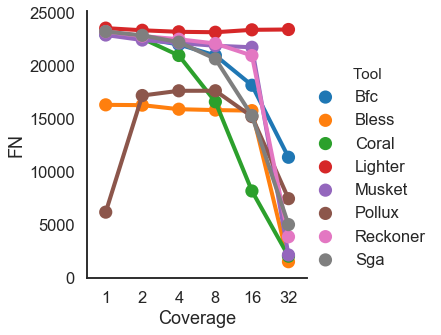 25000
20000
15000
10000
5000
0
FN
1 2 4 8 16 32
Coverage
Tool
Bfc
Bless
Coral
Lighter
Musket
Pollux
Reckoner
Sga